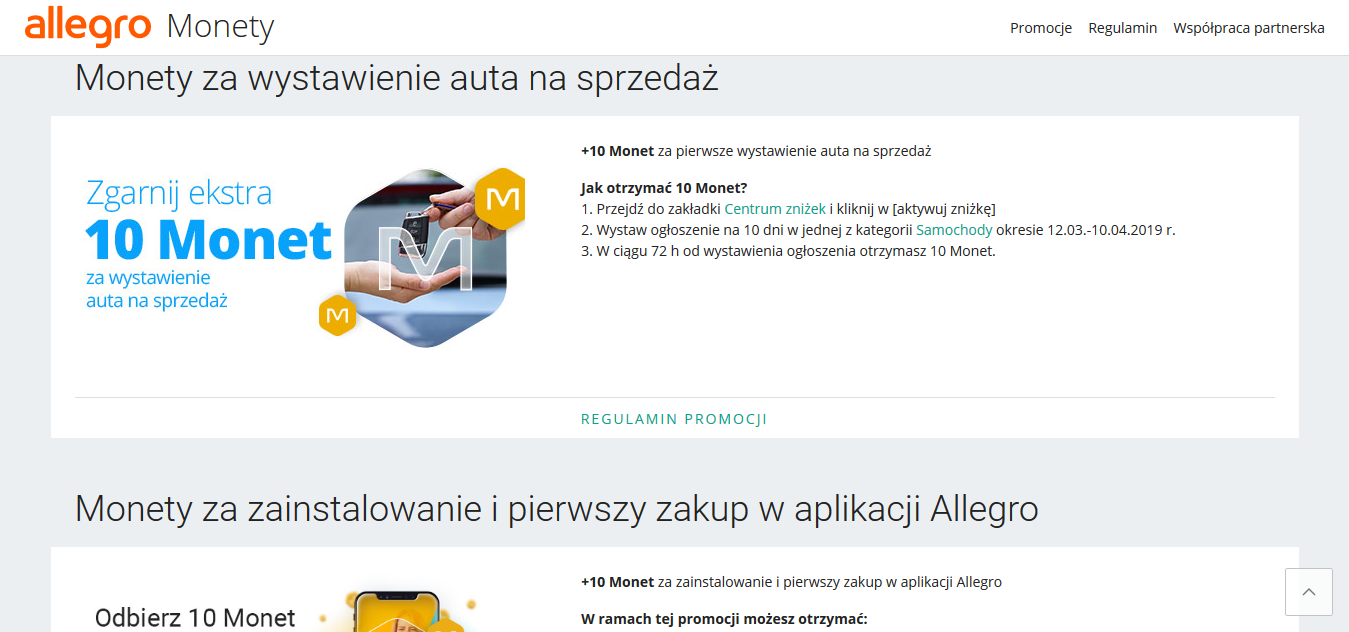 allegro Monety
Promocje Regulamin Współpraca partnerska
Monety za wystawienie auta na sprzedaż
Zgarnij ekstra
10 Monet
za wystawienie
auta na sprzedaż
M
M
M
+10 Monet za pierwsze wystawienie auta na sprzedaż
Jak otrzymać 10 Monet?
1. Przejdź do zakładki Centrum zniżek i kliknij w [aktywuj zniżkę]
2. Wystaw ogłoszenie na 10 dni w jednej z kategorii Samochody okresie 12.03.-10.04.2019 r.
3. W ciągu 72 h od wystawienia ogłoszenia otrzymasz 10 Monet.
REGULAMIN PROMOCJI
Monety za zainstalowanie i pierwszy zakup w aplikacji Allegro
Odbierz 10 Monet
+10 Monet za zainstalowanie i pierwszy zakup w aplikacji Allegro
W ramach tej promocji możesz otrzymać: